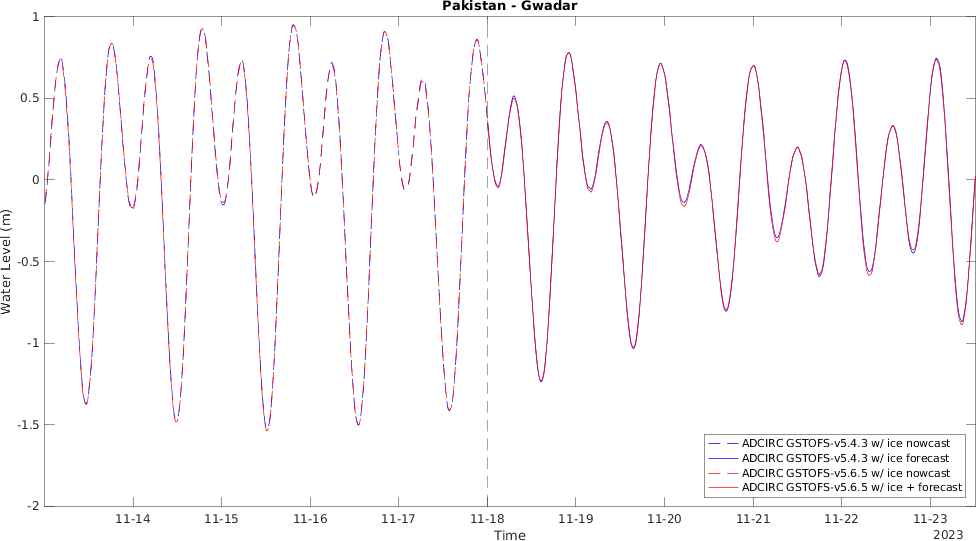 Pakistan - Gwadar
1
0.5
0
-0.5
-1
-1.5
-2
Water Level (m)
11-14 11-15 11-16 11-17 11-18 11-19 11-20 11-21 11-22 11-23
Time
2023
ADCIRC GSTOFS-v5.4.3 w/ ice nowcast
ADCIRC GSTOFS-v5.4.3 w/ ice forecast
ADCIRC GSTOFS-v5.6.5 w/ ice nowcast
ADCIRC GSTOFS-v5.6.5 w/ ice + forecast